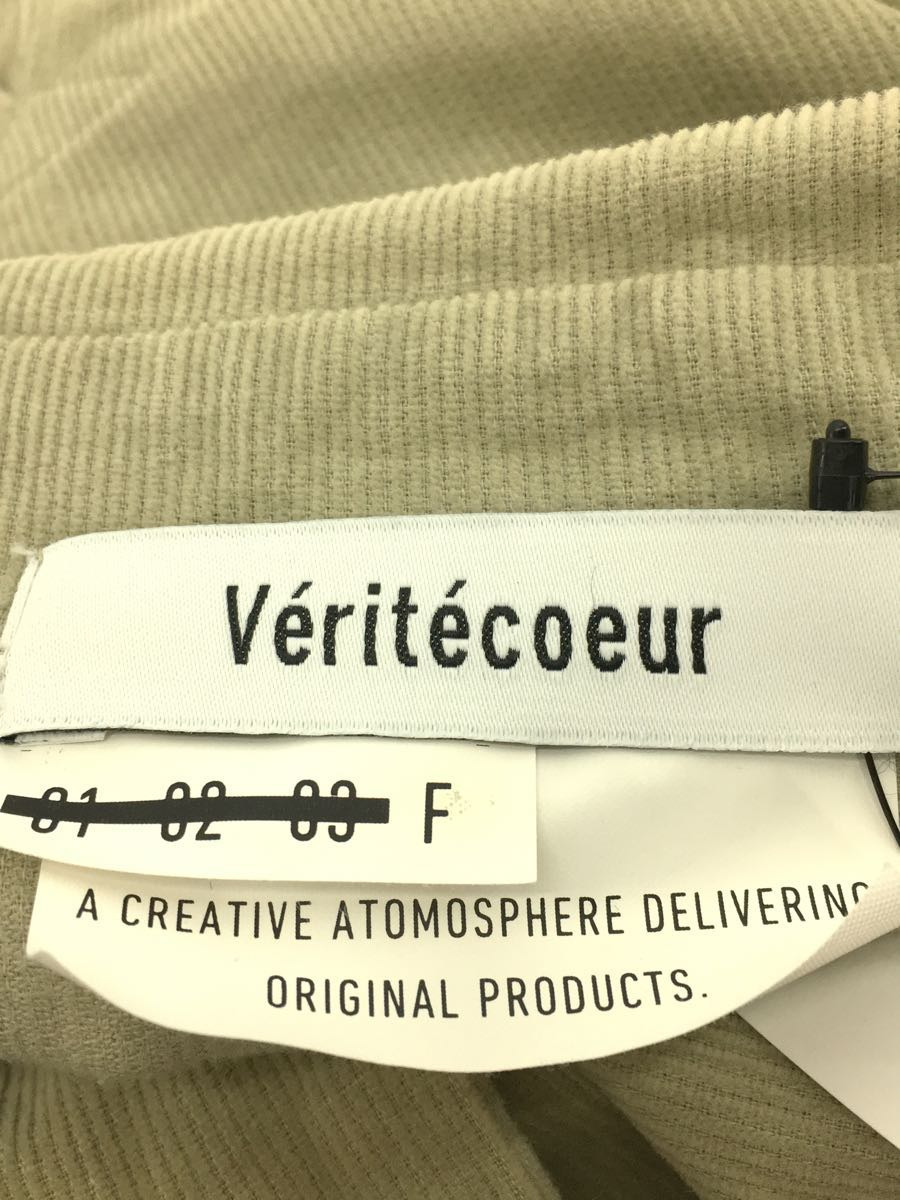 Véritécoeur
01 02 03 F
A CREATIVE ATOMOSPHERE DELIVERING
ORIGINAL PRODUCTS.